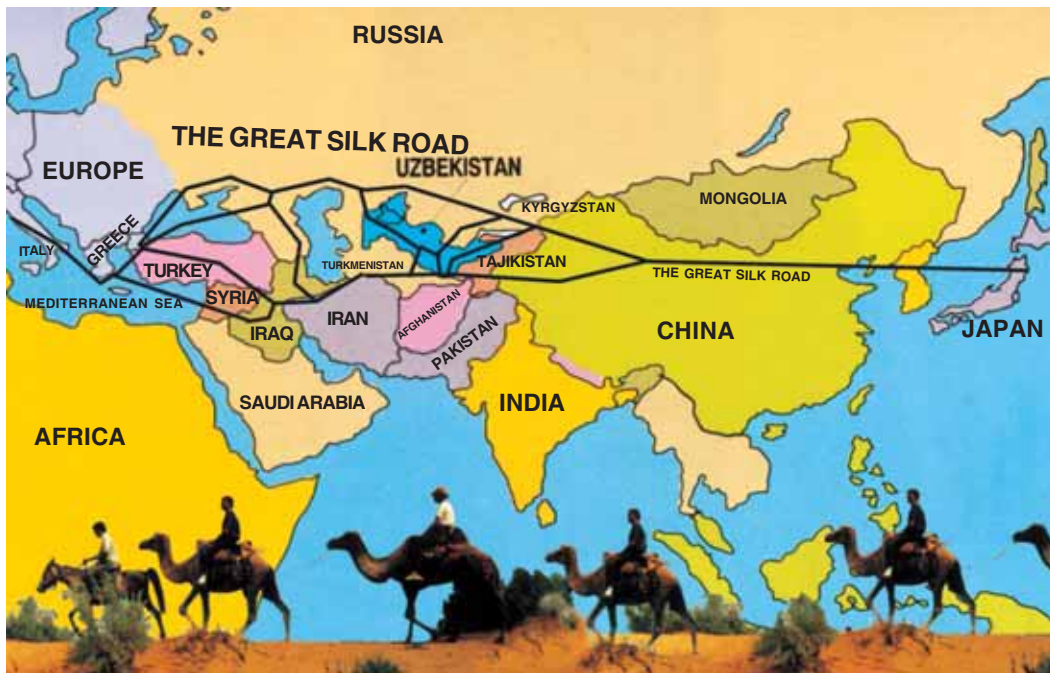 RUSSIA
THE GREAT SILK ROAD
UZBEKISTAN
EUROPE
KYRGYZSTAN
MONGOLIA
ITALY
GREECE
TURKEY
TURKMENISTAN
TAJIKISTAN
THE GREAT SILK ROAD
MEDITERRANEAN SEA
SYRIA
IRAQ
IRAN
AFGHANISTAN
PAKISTAN
CHINA
JAPAN
SAUDI ARABIA
INDIA
AFRICA